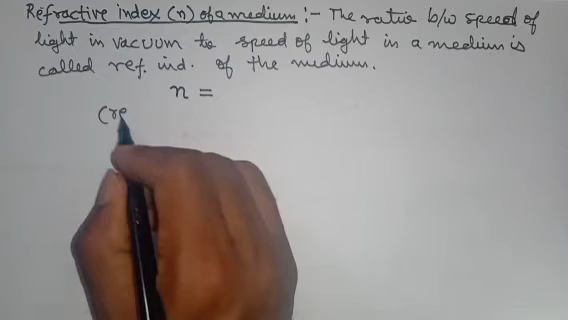 Refractive index (n) of a medium :- The ratio b/w speed of
light in vacuum to speed of light in a medium is
called ref. ind. of the medium.
n =
(re